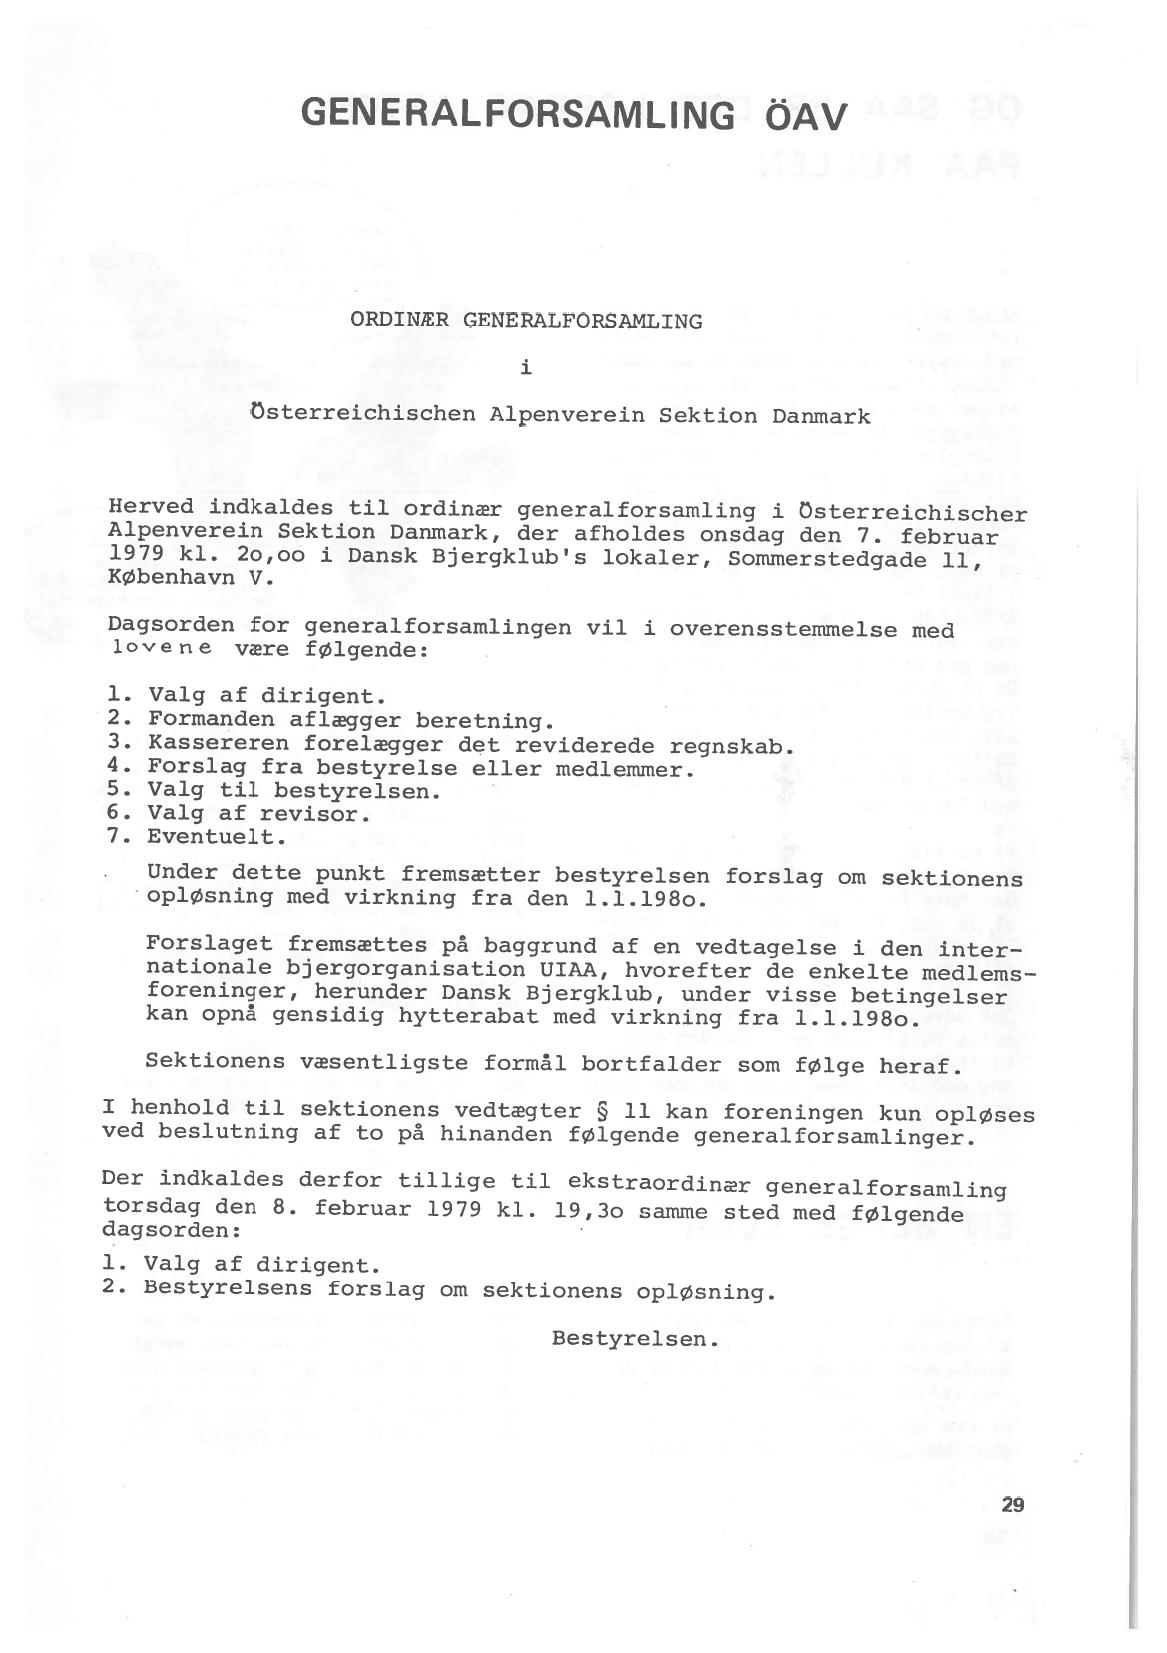 GENERALFORSAMLING ÖAV
ORDINÆR GENERALFORSAMLING
i
Österreichischen Alpenverein Sektion Danmark
Herved indkaldes til ordinær generalforsamling i Österreichischer
Alpenverein Sektion Danmark, der afholdes onsdag den 7. februar
1979 kl. 2o,oo i Dansk Bjergklub's lokaler, Sommerstedgade 11,
København V.
Dagsorden for generalforsamlingen vil i overensstemmelse med
lovene være følgende:
1. Valg af dirigent.
2. Formanden aflægger beretning.
3. Kassereren forelægger det reviderede regnskab.
4. Forslag fra bestyrelse eller medlemmer.
5. Valg til bestyrelsen.
6. Valg af revisor.
7. Eventuelt.
Under dette punkt fremsætter bestyrelsen forslag om sektionens
opløsning med virkning fra den 1.1.198o.
Forslaget fremsættes på baggrund af en vedtagelse i den inter-
nationale bjergorganisation UIAA, hvorefter de enkelte medlems-
foreninger, herunder Dansk Bjergklub, under visse betingelser
kan opnå gensidig hytterabat med virkning fra 1.1.198o.
Sektionens væsentligste formål bortfalder som følge heraf.
I henhold til sektionens vedtægter § 11 kan foreningen kun opløses
ved beslutning af to på hinanden følgende generalforsamlinger.
Der indkaldes derfor tillige til ekstraordinær generalforsamling
torsdag den 8. februar 1979 kl. 19,3o samme sted med følgende
dagsorden:
1. Valg af dirigent.
2. Bestyrelsens forslag om sektionens opløsning.
Bestyrelsen.
29